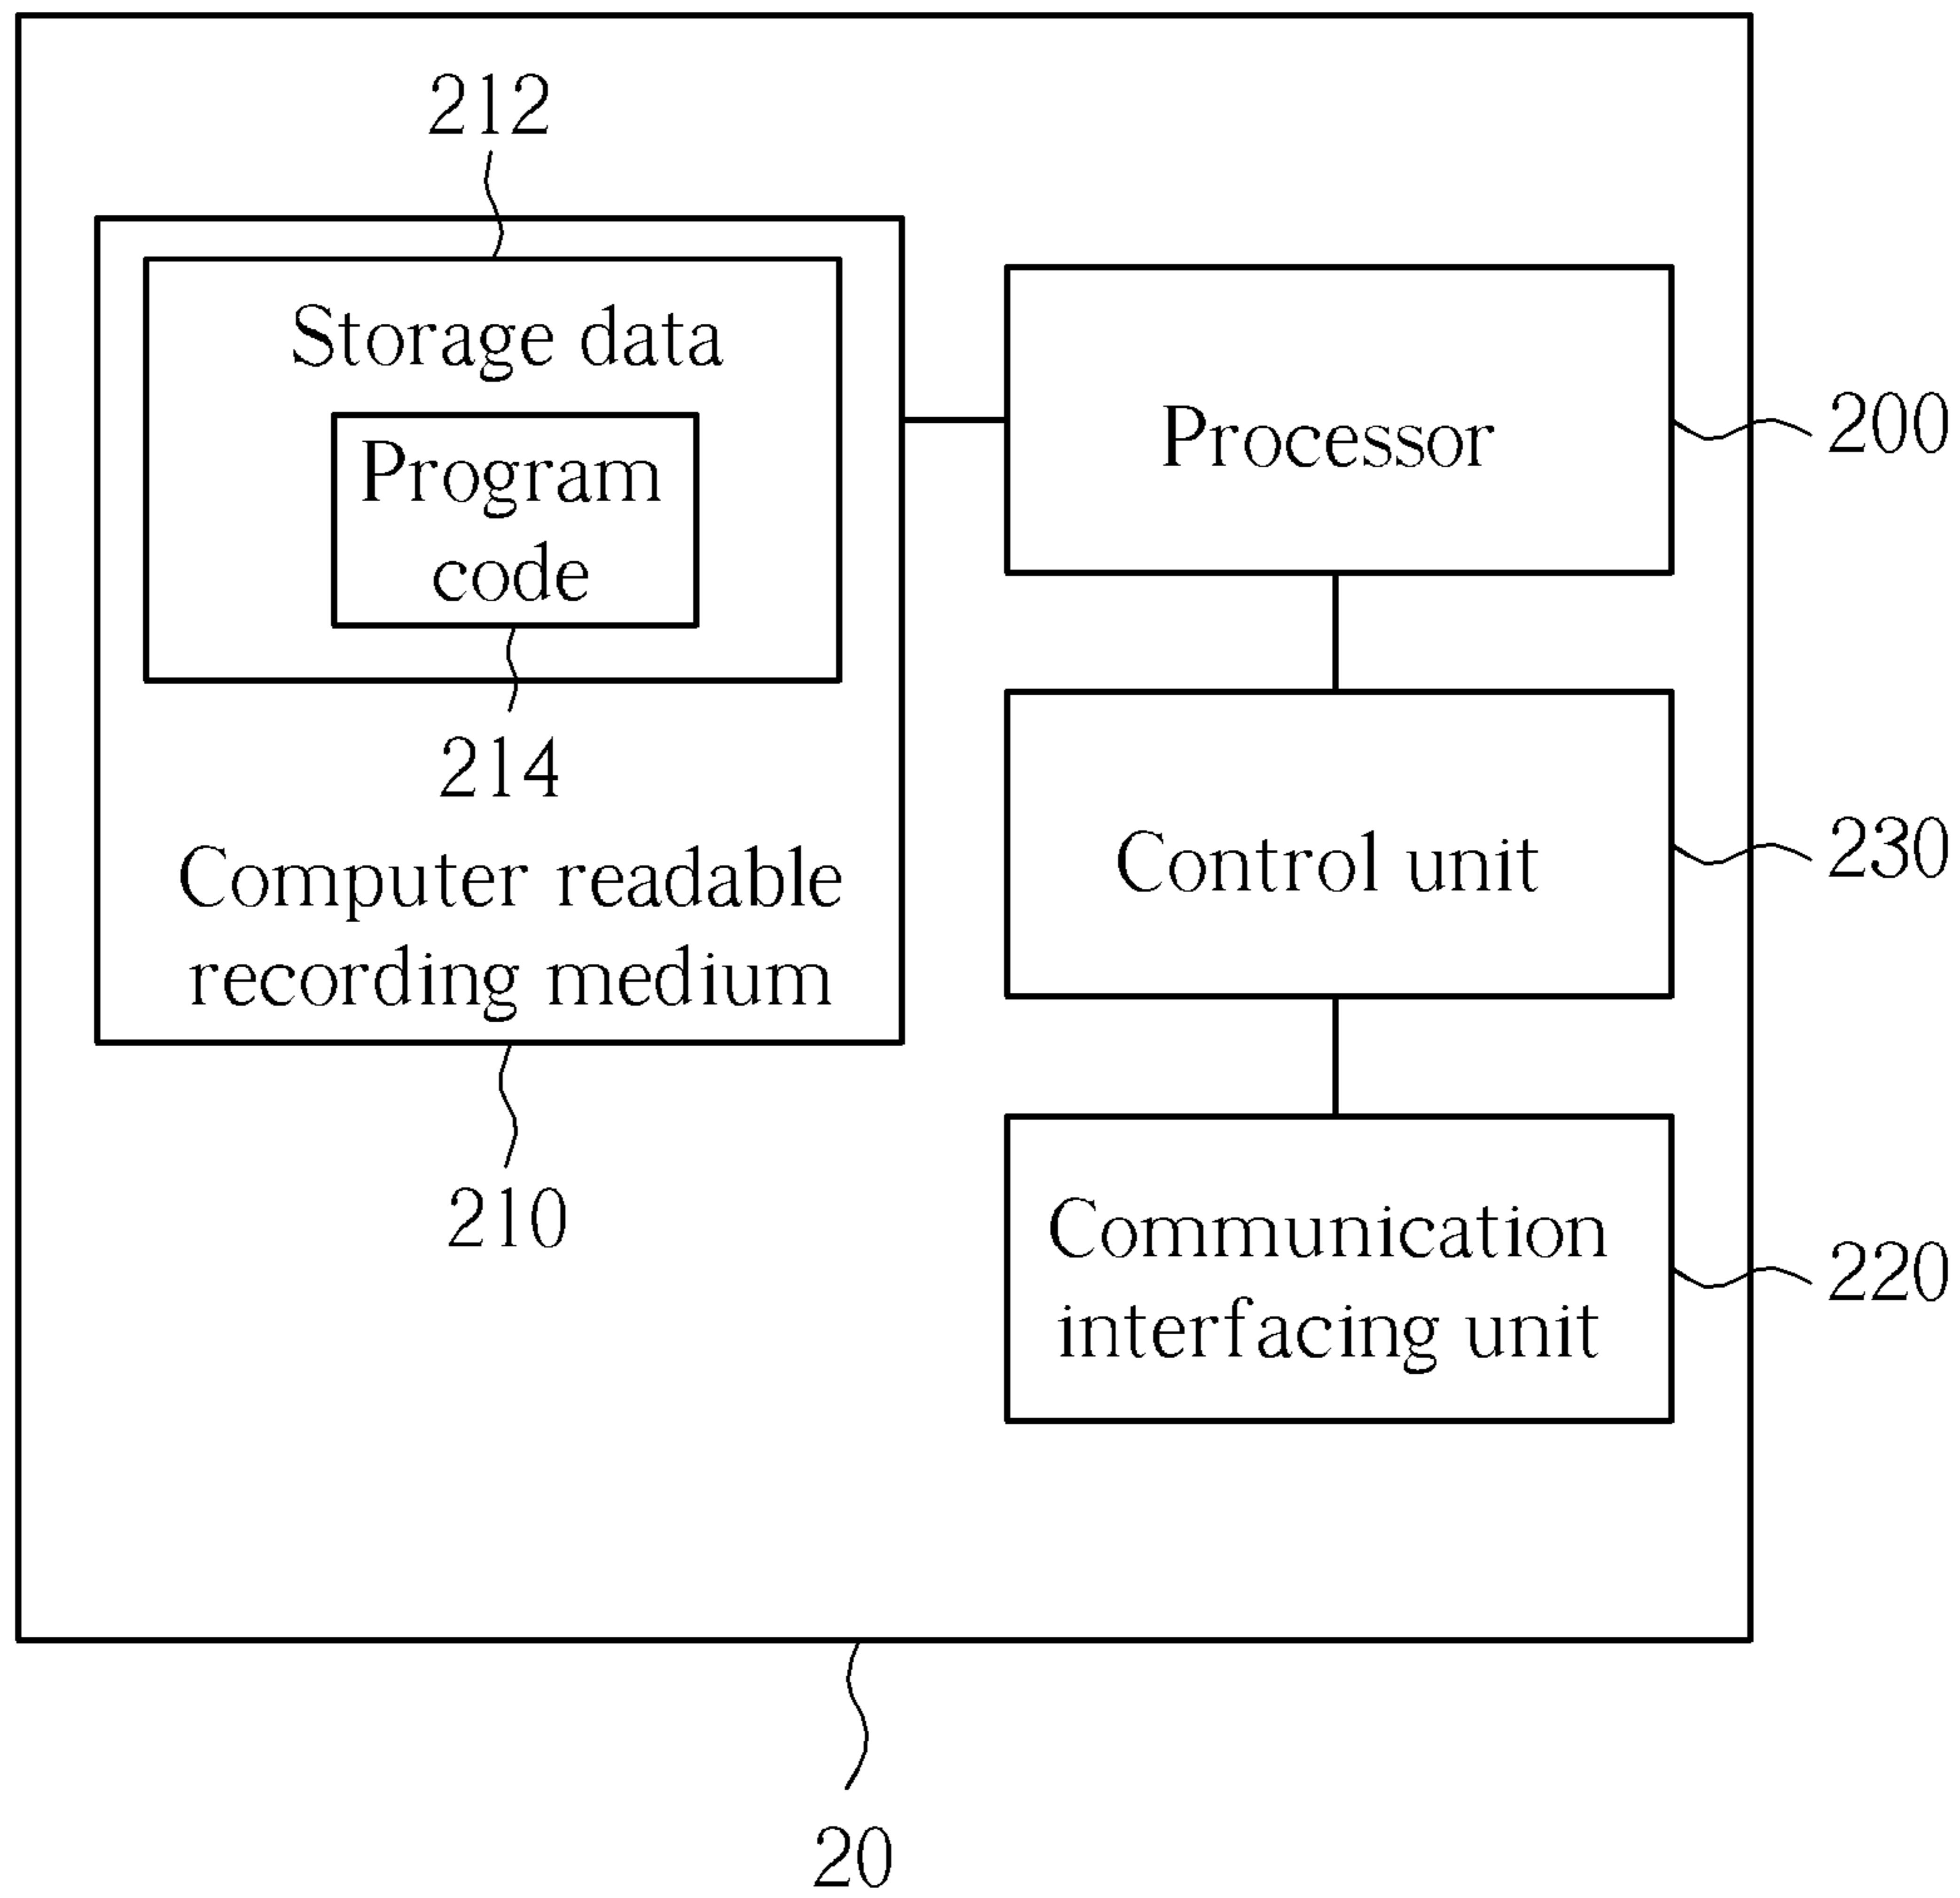 212
Storage data
Program
code
214
Computer readable
recording medium
210
Processor
200
Control unit
230
Communication
interfacing unit
220
20